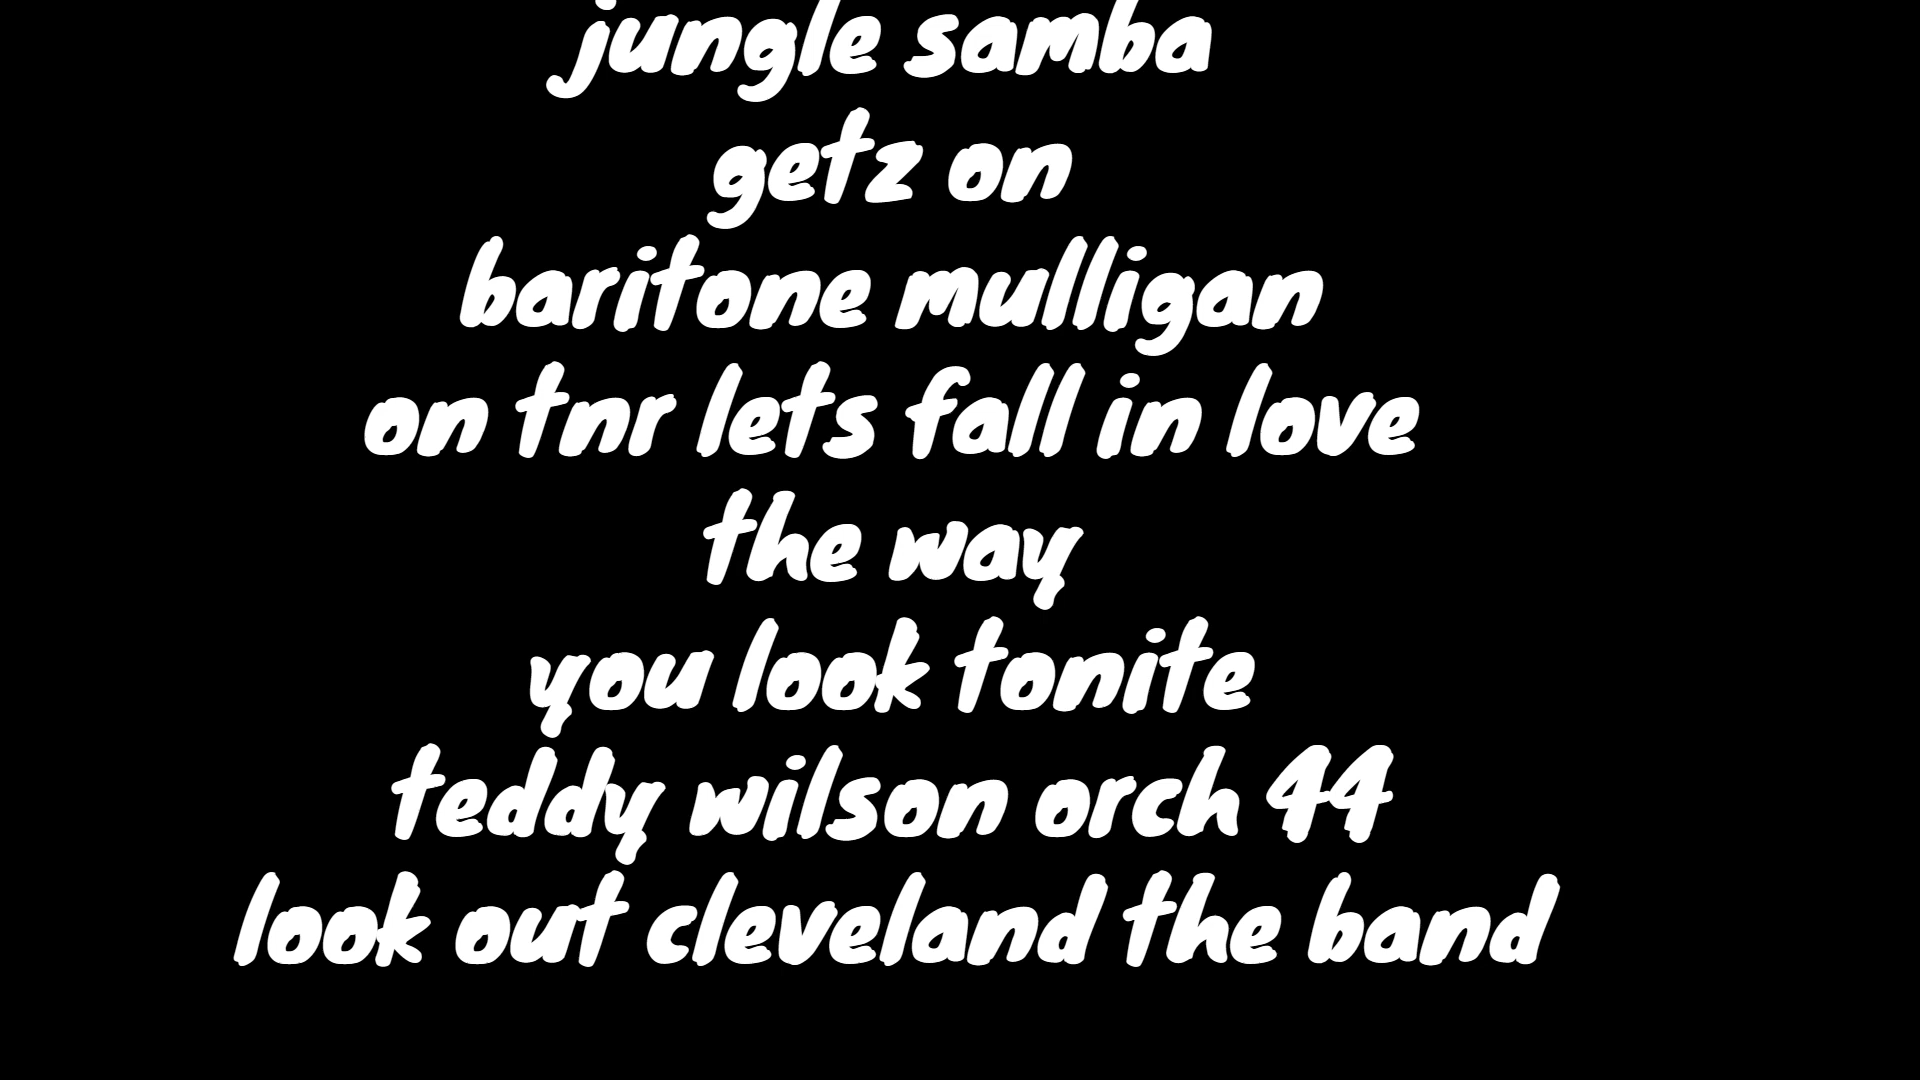 jungle samba
getz on
baritone mulligan
on tnr lets fall in love
the way
you look tonite
teddy wilson orch 44
look out cleveland the band